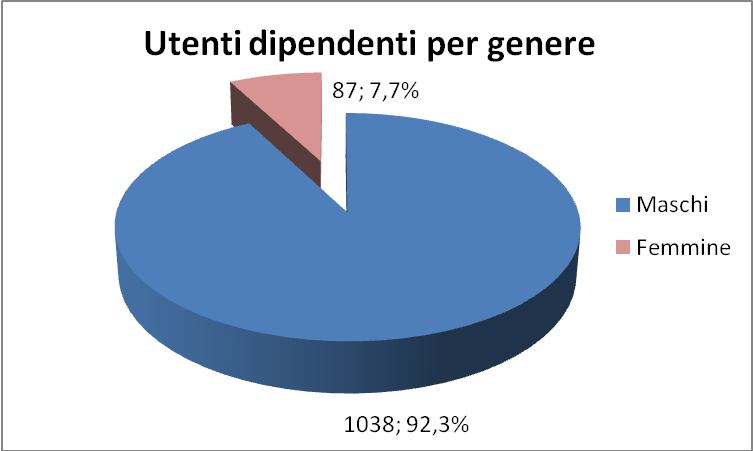 Utenti dipendenti per genere
87; 7,7%
Maschi
Femmine
1038; 92,3%